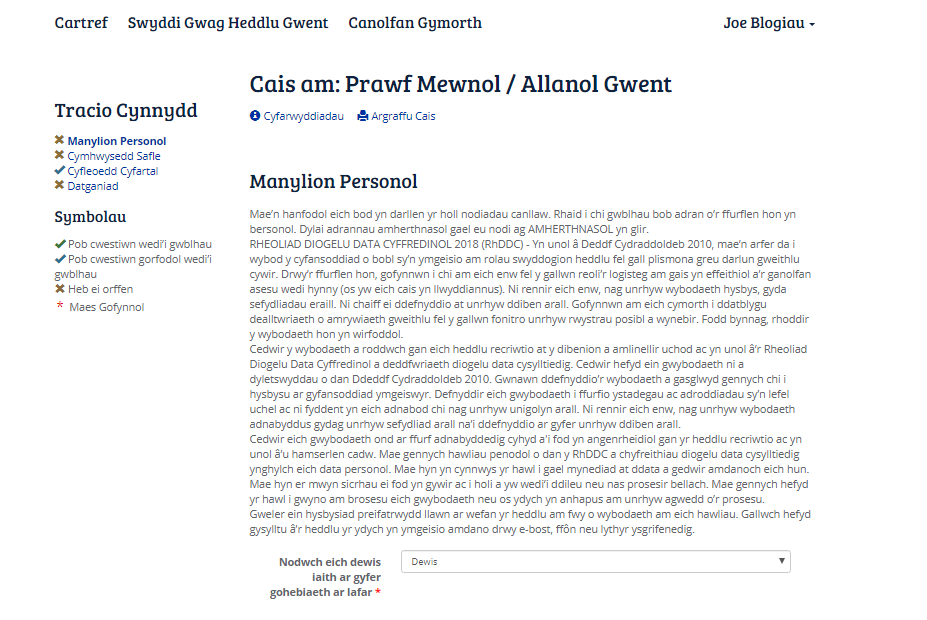 Cartref Swyddi Gwag Heddlu Gwent Canolfan Gymorth Joe Blogiau
Tracio Cynnydd
Manylion Personol
Cymhwysedd Safle
Cyfleoedd Cyfartal
Datganiad
Symbolau
Pob cwestiwn wedi'i gwblhau
Pob cwestiwn gorfodol wedi'i
gwblhau
Heb ei orffen
* Maes Gofynnol
Cais am: Prawf Mewnol / Allanol Gwent
Cyfarwyddiadau Argraffu Cais
Manylion Personol
Mae'n hanfodol eich bod yn darllen yr holl nodiadau canllaw. Rhaid i chi gwblhau bob adran o'r ffurflen hon yn
bersonol. Dylai adrannau amherthnasol gael eu nodi ag AMHERTHNASOL yn glir.
RHEOLIAD DIOGELU DATA CYFFREDINOL 2018 (RhDDC) - Yn unol â Deddf Cydraddoldeb 2010, mae'n arfer da i
wybod y cyfansoddiad o bobl sy'n ymgeisio am rolau swyddogion heddlu fel gall plismona greu darlun gweithlu
cywir. Drwy'r ffurflen hon, gofynnwn i chi am eich enw fel y gallwn reoli'r logisteg am gais yn effeithiol a'r ganolfan
asesu wedi hynny (os yw eich cais yn llwyddiannus). Ni rennir eich enw, nag unrhyw wybodaeth hysbys, gyda
sefydliadau eraill. Ni chaiff ei ddefnyddio at unrhyw ddiben arall. Gofynnwn am eich cymorth i ddatblygu
dealltwriaeth o amrywiaeth gweithlu fel y gallwn fonitro unrhyw rwystrau posibl a wynebir. Fodd bynnag, rhoddir
y wybodaeth hon yn wirfoddol.
Cedwir y wybodaeth a roddwch gan eich heddlu recriwtio at y dibenion a amlinellir uchod ac yn unol â'r Rheoliad
Diogelu Data Cyffredinol a deddfwriaeth diogelu data cysylltiedig. Cedwir hefyd ein gwybodaeth ni a
dyletswyddau o dan Ddeddf Cydraddoldeb 2010. Gwnawn ddefnyddio'r wybodaeth a gasglwyd gennych chi i
hysbysu ar gyfansoddiad ymgeiswyr. Defnyddir eich gwybodaeth i ffurfio ystadegau ac adroddiadau sy'n lefel
uchel ac ni fyddent yn eich adnabod chi nag unrhyw unigolyn arall. Ni rennir eich enw, nag unrhyw wybodaeth
adnabyddus gydag unrhyw sefydliad arall na'i ddefnyddio ar gyfer unrhyw ddiben arall.
Cedwir eich gwybodaeth ond ar ffurf adnabyddedig cyhyd a'i fod yn angenrheidiol gan yr heddlu recriwtio ac yn
unol â'u hamserlen cadw. Mae gennych hawliau penodol o dan y RhDDC a chyfreithiau diogelu data cysylltiedig
ynghylch eich data personol. Mae hyn yn cynnwys yr hawl i gael mynediad at ddata a gedwir amdanoch eich hun.
Mae hyn er mwyn sicrhau ei fod yn gywir ac i holi a yw wedi'i ddileu neu nas prosesir bellach. Mae gennych hefyd
yr hawl i gwyno am brosesu eich gwybodaeth neu os ydych yn anhapus am unrhyw agwedd o'r prosesu.
Gweler ein hysbysiad preifatrwydd llawn ar wefan yr heddlu am fwy o wybodaeth am eich hawliau. Gallwch hefyd
gysylltu â'r heddlu yr ydych yn ymgeisio amdano drwy e-bost, ffôn neu lythyr ysgrifenedig.
Nodwch eich dewis Dewis
iaith ar gyfer
gohebiaeth ar lafar *